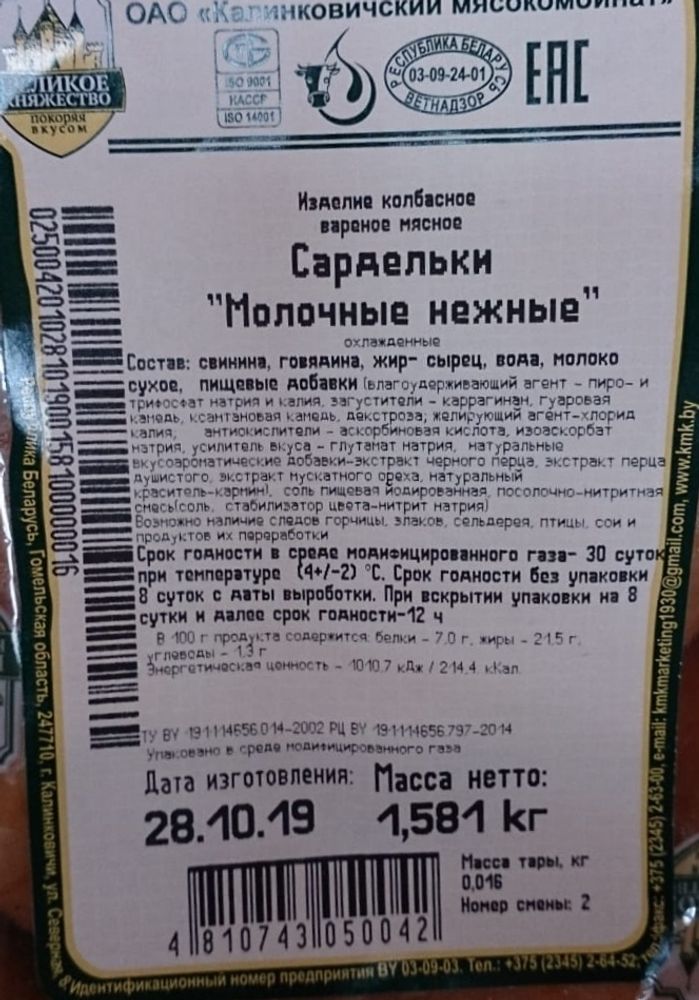 ОАО «Калинковичский мясокомбинат»
ВЕЛИКОЕ
КНЯЖЕСТВО
покоряя
вкусом
ISO 9001
НАССР
ISO 14001
РЕСПУБЛИКА БЕЛАРУСЬ
03-09-24-01
ВЕТНАДЗОР
ЕАС
Изделие колбасное
вареное мясное
Сардельки
"Молочные нежные"
охлажденные
Состав: свинина, говядина, жир- сырец, вода, молоко
сухое, пищевые добавки (влагоудерживающий агент – пиро- и
трифосфат натрия и калия, загустители – каррагинан, гуаровая
камедь, ксантановая камедь, декстроза; желирующий агент-хлорид
калия, антиокислители – аскорбиновая кислота, изоаскорбат
натрия, усилитель вкуса – глутамат натрия, натуральные
вкусоароматические добавки-экстракт черного перца, экстракт перца
душистого, экстракт мускатного ореха, натуральный
краситель-кармин), соль пищевая йодированная, посолочно-нитритная
смесь(соль, стабилизатор цвета-нитрит натрия)
Возможно наличие следов горчицы, злаков, сельдерея, птицы, сои и
продуктов их переработки
Срок годности в среде модифицированного газа- 30 суток
при температуре (4+/-2) °С. Срок годности без упаковки
8 суток с даты выработки. При вскрытии упаковки на 8
сутки и далее срок годности-12 ч
В 100 г продукта содержится: белки – 7,0 г, жиры – 21,5 г,
углеводы – 1,3 г
Энергетическая ценность – 1010,7 кДж / 214,4 кКал
ТУ BY 191114656.014-2002 РЦ BY 191114656.797-2014
Упаковано в среде модифицированного газа
Дата изготовления: Масса нетто:
28.10.19 1,581 кг
Масса тары, кг
0,016
Номер смены: 2
4 810743 050042
0250042010281019001581000000016
Республика Беларусь, Гомельская область, 247710, г. Калинковичи, ул. Северная, 8
Идентификационный номер предприятия BY 03-09-03. Тел.: +375 (2345) 2-64-52,
тел./факс: +375 (2345) 2-63-00, e-mail: kmkmarketing1930@gmail.com, www.kmk.by